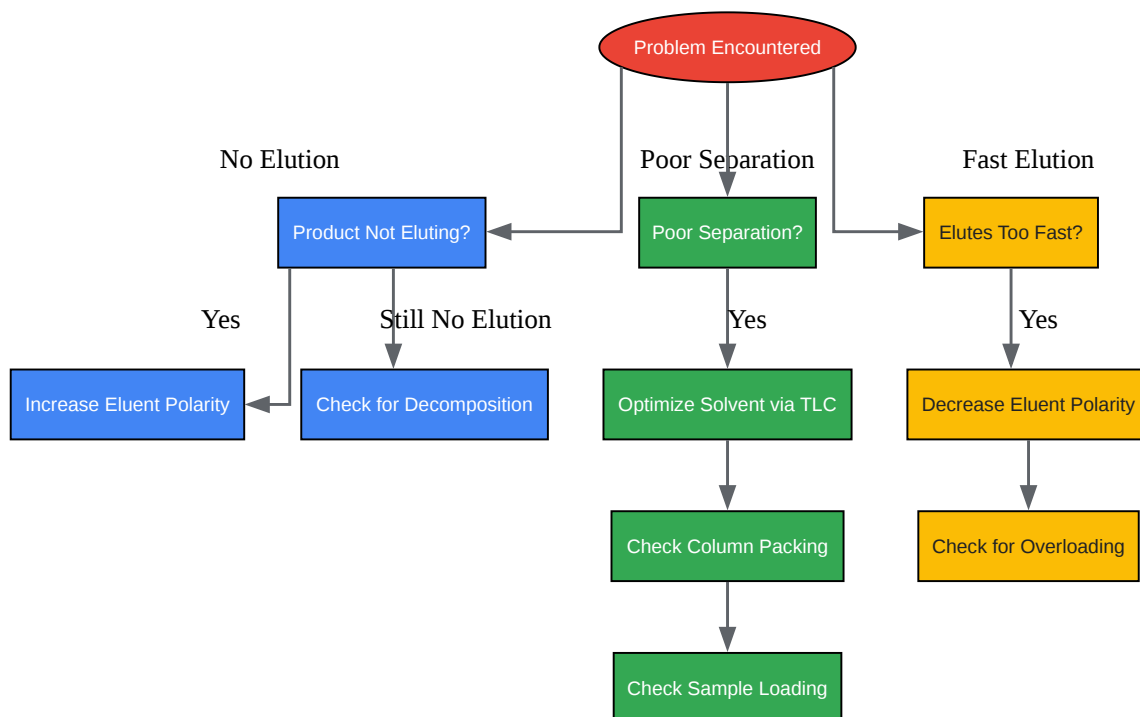 Problem Encountered
No Elution
Poor Separation
Fast Elution
Product Not Eluting?
Poor Separation?
Elutes Too Fast?
Yes
Still No Elution
Yes
Yes
Increase Eluent Polarity
Check for Decomposition
Optimize Solvent via TLC
Decrease Eluent Polarity
Check Column Packing
Check for Overloading
Check Sample Loading